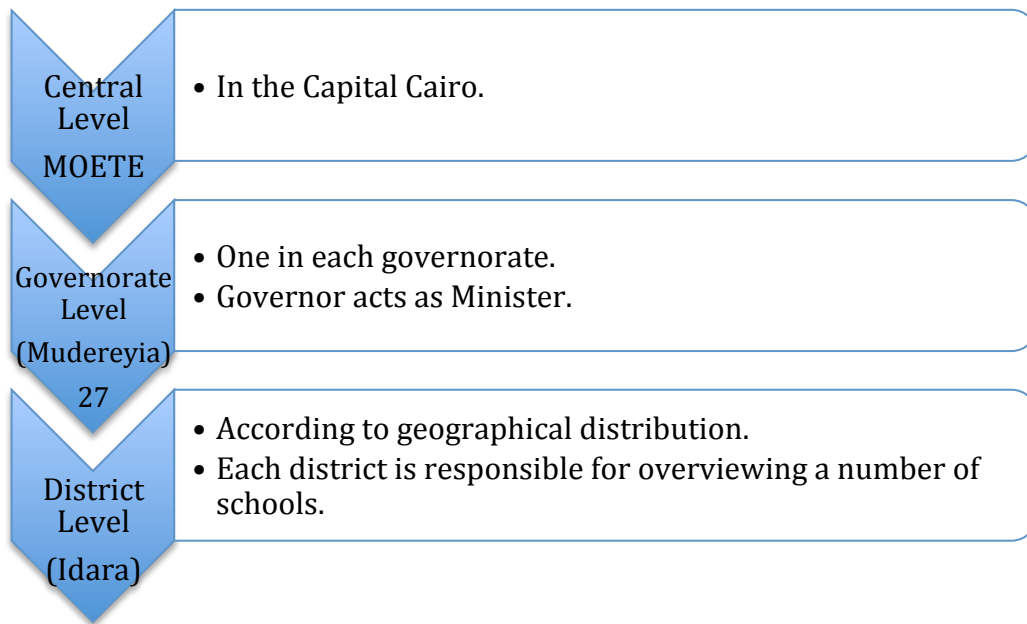 Central
Level
MOETE
• In the Capital Cairo.
Governorate
Level
(Mudereyia)
27
• One in each governorate.
• Governor acts as Minister.
District
Level
(Idara)
• According to geographical distribution.
• Each district is responsible for overviewing a number of
schools.